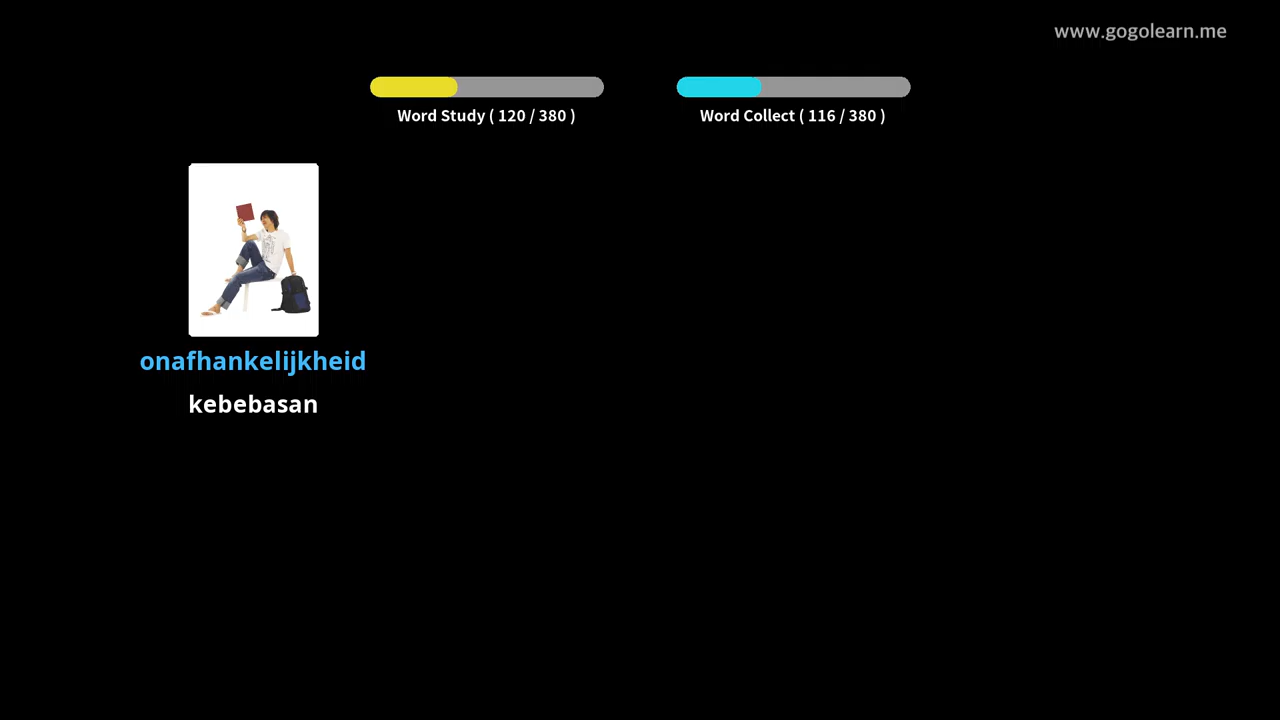 www.gogolearn.me
Word Study ( 120 / 380 )
Word Collect ( 116 / 380 )
onafhankelijkheid
kebebasan